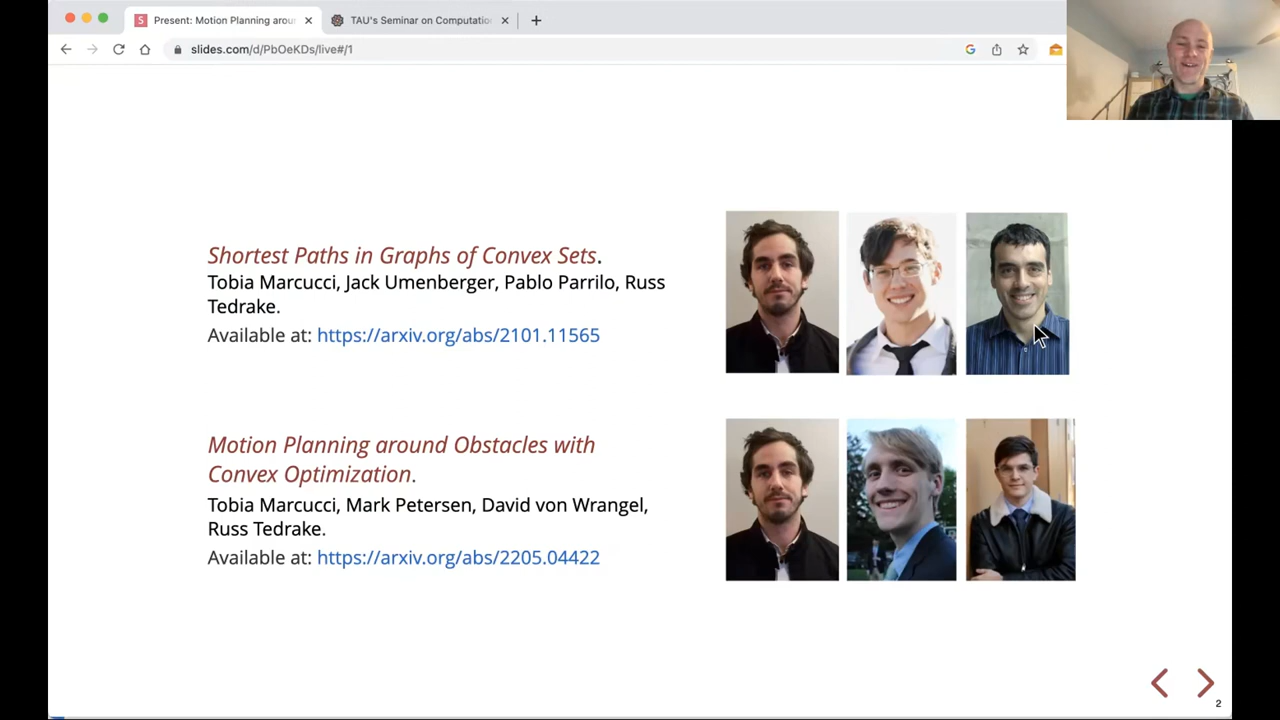 Present: Motion Planning arou
TAU's Seminar on Computatio
slides.com/d/PbOeKDs/live#/1
Shortest Paths in Graphs of Convex Sets.
Tobia Marcucci, Jack Umenberger, Pablo Parrilo, Russ
Tedrake.
Available at: https://arxiv.org/abs/2101.11565
Motion Planning around Obstacles with
Convex Optimization.
Tobia Marcucci, Mark Petersen, David von Wrangel,
Russ Tedrake.
Available at: https://arxiv.org/abs/2205.04422
2